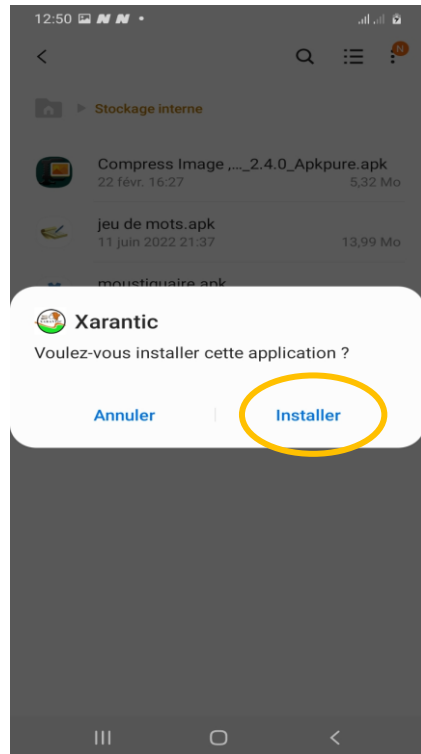 12:50
N
Stockage interne
Compress Image ,..._2.4.0_Apkpure.apk
22 févr. 16:27 5,32 Mo
jeu de mots.apk
11 juin 2022 21:37 13,99 Mo
moustiquaire.apk
Xarantic
Voulez-vous installer cette application ?
Annuler Installer